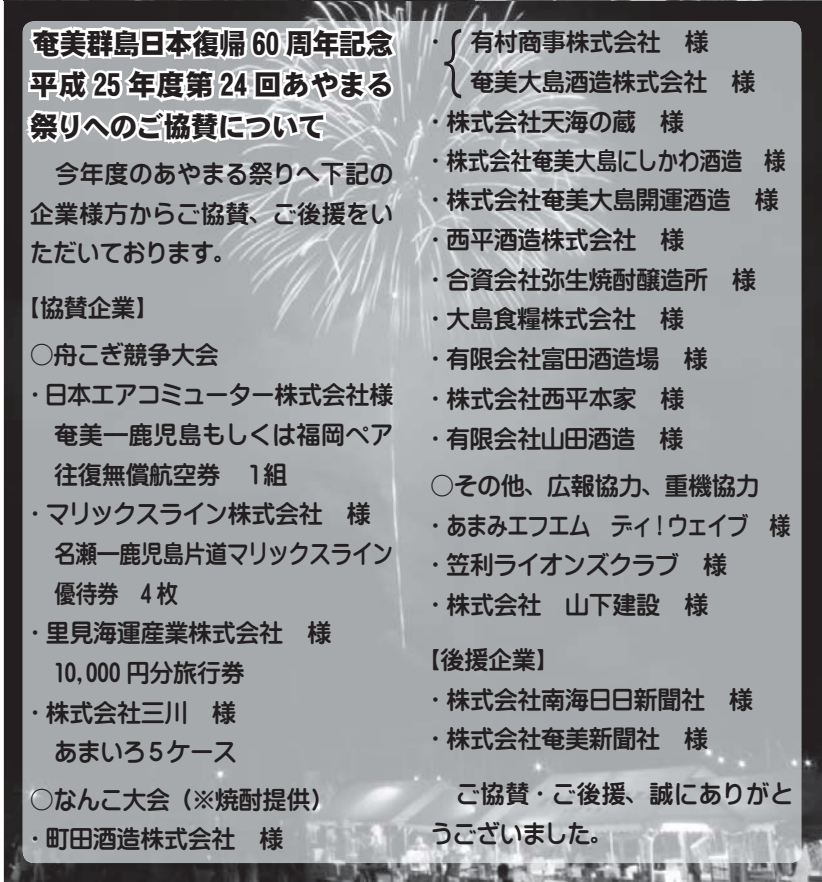 奄美群島日本復帰60周年記念
平成25年度第24回あやまる
祭りへのご協賛について
　今年度のあやまる祭りへ下記の
企業様方からご協賛、ご後援をい
ただいております。
【協賛企業】
○舟こぎ競争大会
・日本エアコミューター株式会社様
　奄美ー鹿児島もしくは福岡ペア
　往復無償航空券　1組
・マリックスライン株式会社　様
　名瀬ー鹿児島片道マリックスライン
　優待券　4枚
・里見海運産業株式会社　様
　10,000円分旅行券
・株式会社三川　様
　あまいろ5ケース
○なんこ大会（※焼酎提供）
・町田酒造株式会社　様
・有村商事株式会社　様
　奄美大島酒造株式会社　様
・株式会社天海の蔵　様
・株式会社奄美大島にしかわ酒造　様
・株式会社奄美大島開運酒造　様
・西平酒造株式会社　様
・合資会社弥生焼酎醸造所　様
・大島食糧株式会社　様
・有限会社富田酒造場　様
・株式会社西平本家　様
・有限会社山田酒造　様
○その他、広報協力、重機協力
・あまみエフエム　ディ！ウェイブ　様
・笠利ライオンズクラブ　様
・株式会社　山下建設　様
【後援企業】
・株式会社南海日日新聞社　様
・株式会社奄美新聞社　様
　ご協賛・ご後援、誠にありがと
うございました。